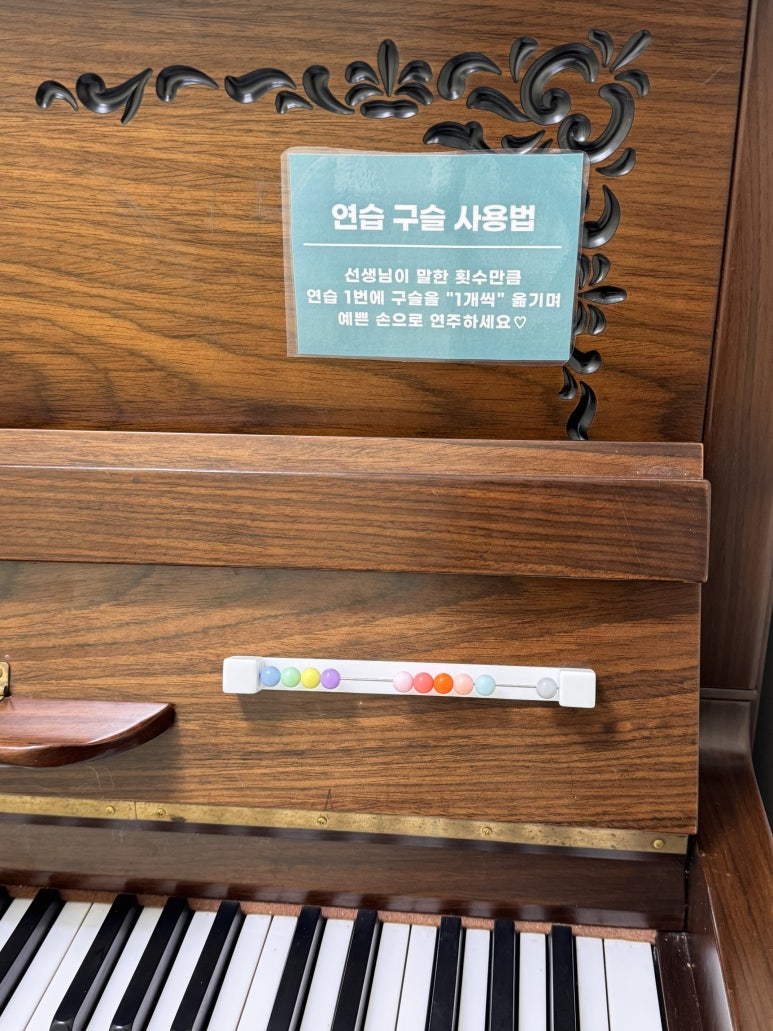 연습 구슬 사용법
선생님이 말한 횟수만큼
연습 1번에 구슬을 "1개씩" 옮기며
예쁜 손으로 연주하세요♡